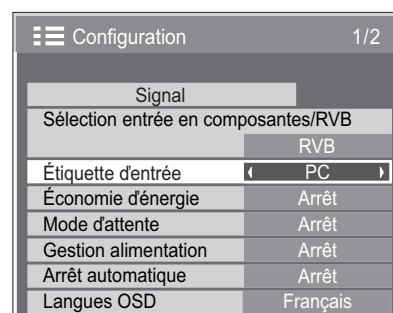 Configuration 1/2
Signal
Sélection entrée en composantes/RVB
RVB
Étiquette d'entrée PC
Économie d'énergie Arrêt
Mode d'attente Arrêt
Gestion alimentation Arrêt
Arrêt automatique Arrêt
Langues OSD Français